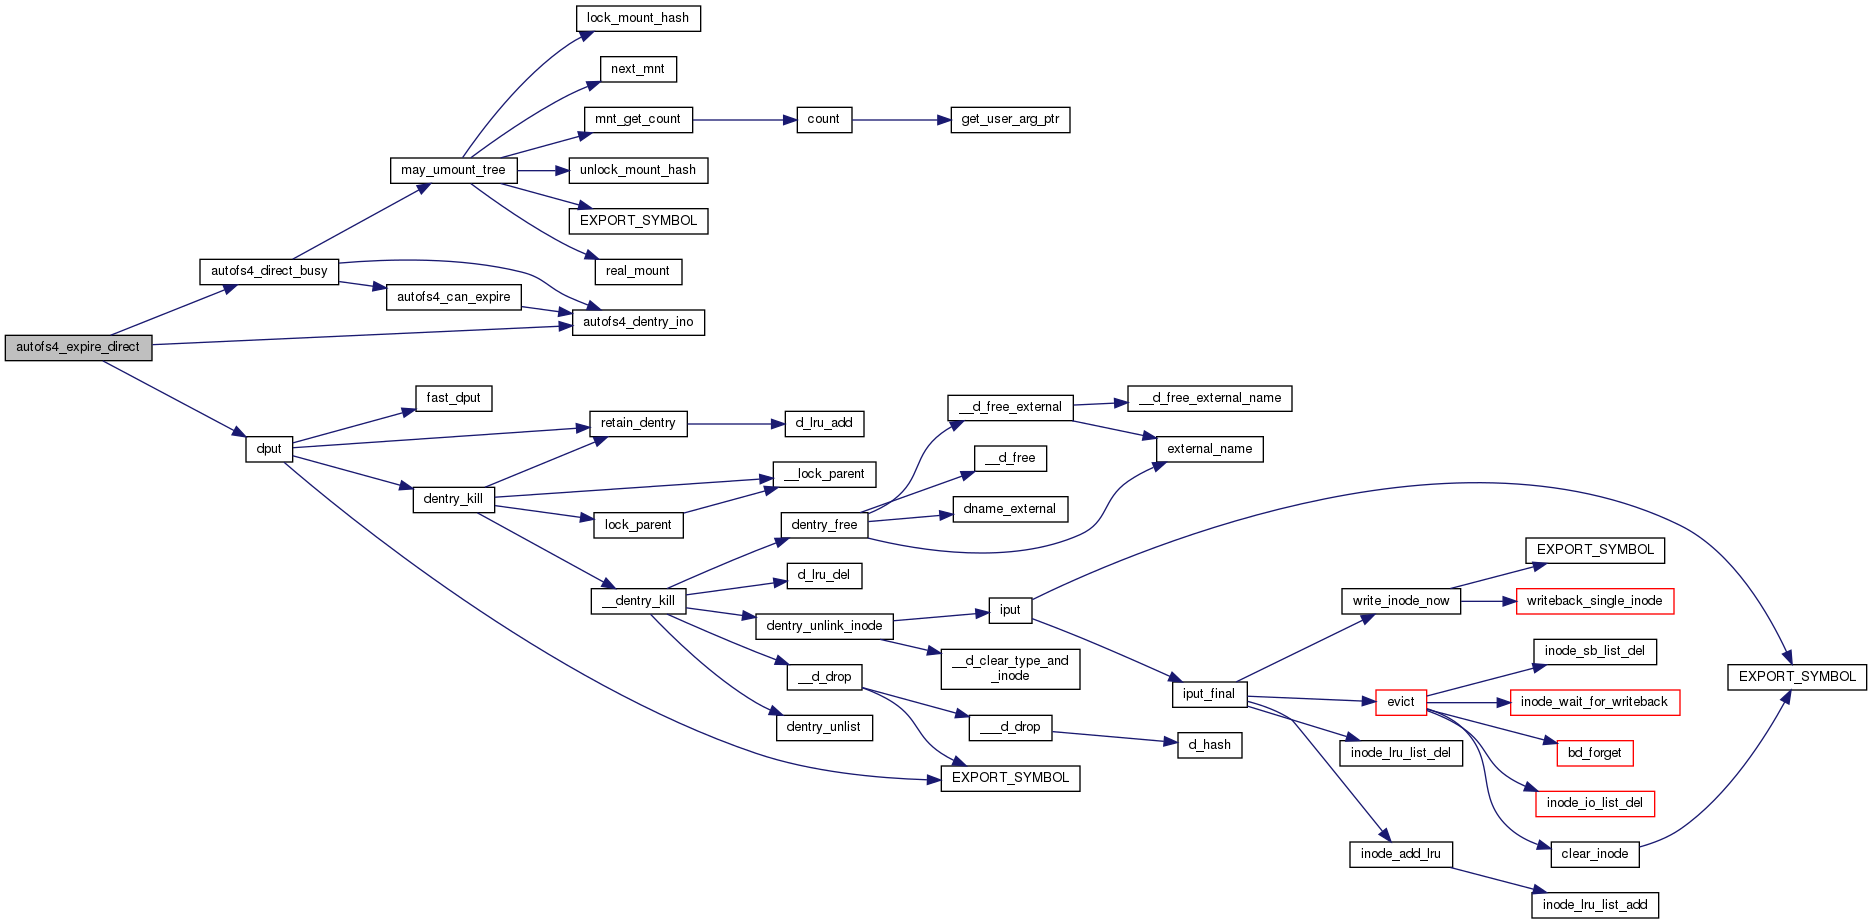 lock_mount_hash
next_mnt
mnt_get_count
count
get_user_arg_ptr
may_umount_tree
unlock_mount_hash
EXPORT_SYMBOL
autofs4_direct_busy
real_mount
autofs4_can_expire
autofs4_dentry_ino
autofs4_expire_direct
fast_dput
__d_free_external_name
__d_free_external
retain_dentry
d_lru_add
dput
external_name
__d_free
__lock_parent
dentry_kill
dname_external
lock_parent
dentry_free
EXPORT_SYMBOL
d_lru_del
__dentry_kill
write_inode_now
writeback_single_inode
iput
dentry_unlink_inode
inode_sb_list_del
__d_clear_type_and
_inode
__d_drop
EXPORT_SYMBOL
iput_final
evict
inode_wait_for_writeback
dentry_unlist
___d_drop
d_hash
inode_lru_list_del
bd_forget
EXPORT_SYMBOL
inode_io_list_del
inode_add_lru
clear_inode
inode_lru_list_add